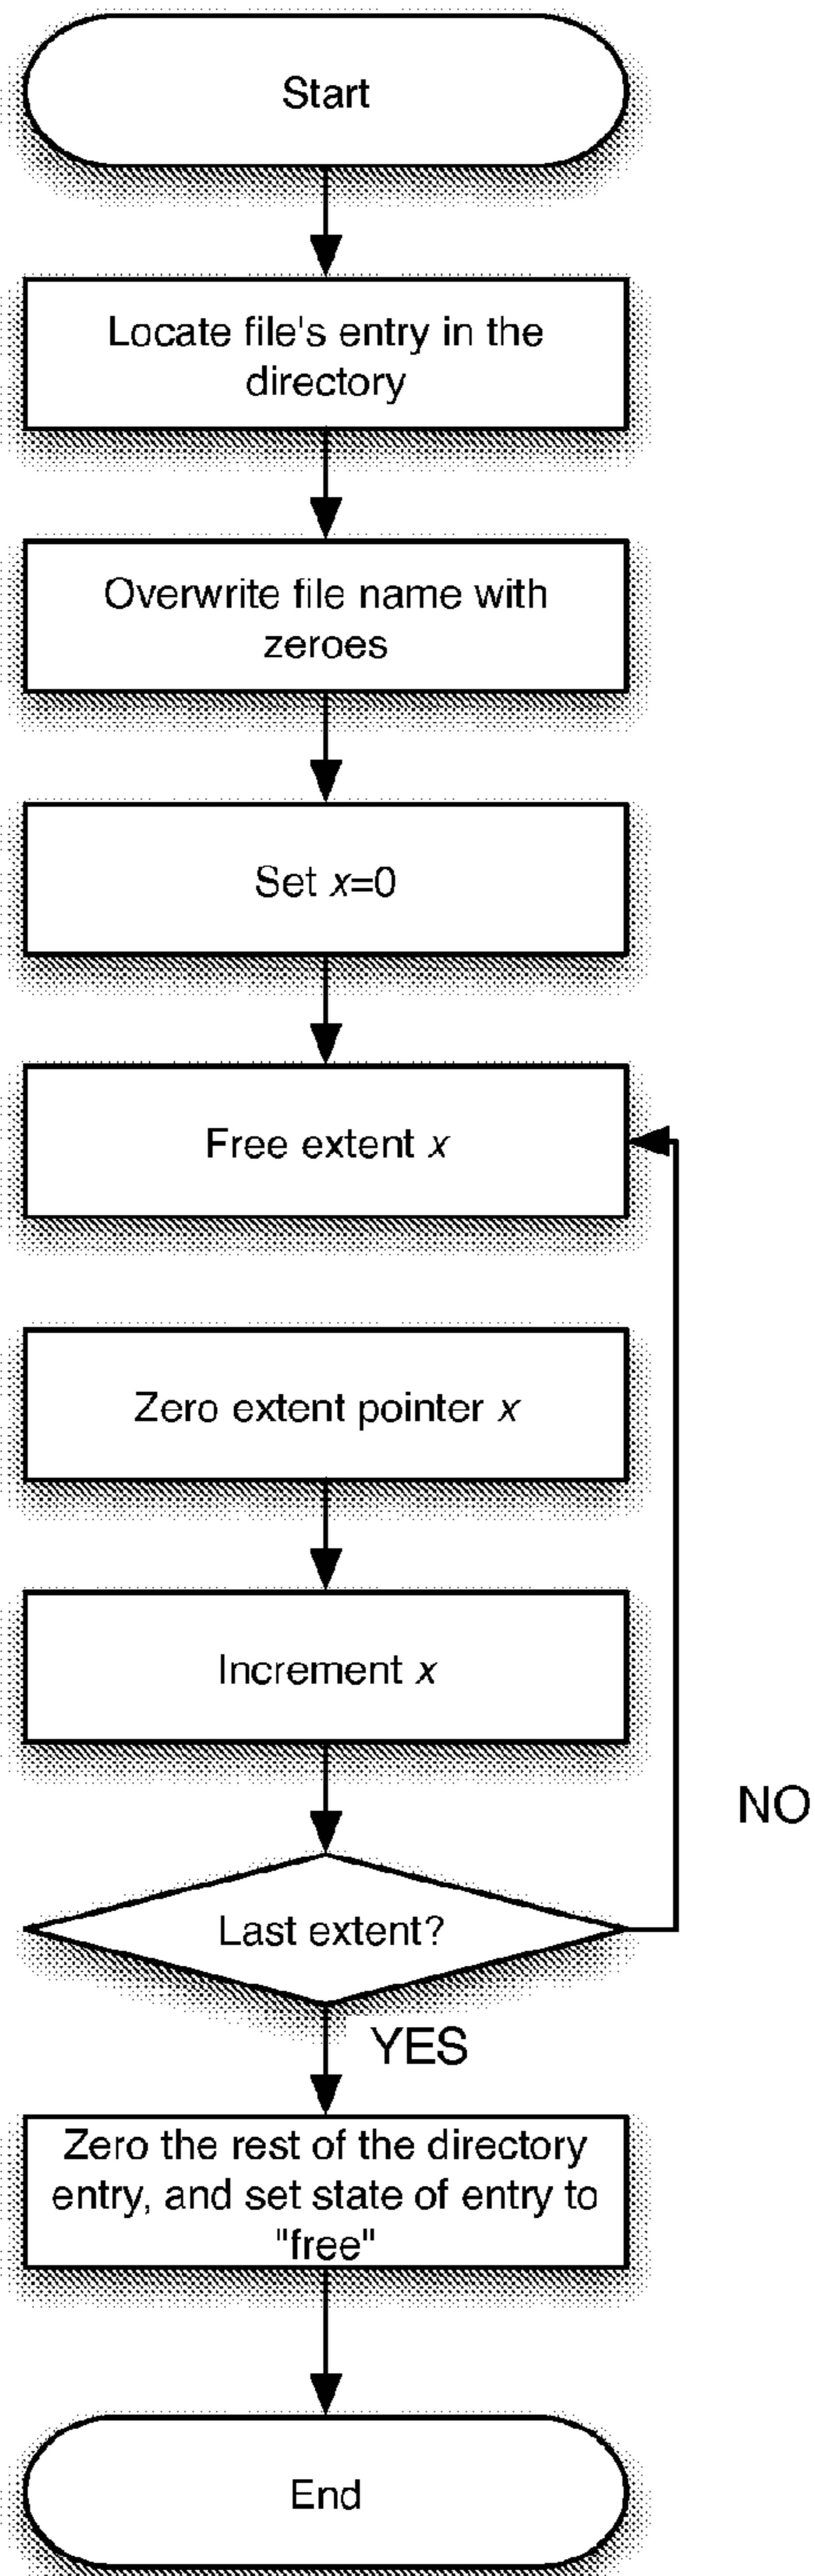 Start
Locate file's entry in the
directory
Overwrite file name with
zeroes
Set x=0
Free extent x
Zero extent pointer x
Increment x
NO
Last extent?
YES
Zero the rest of the directory
entry, and set state of entry to
"free"
End